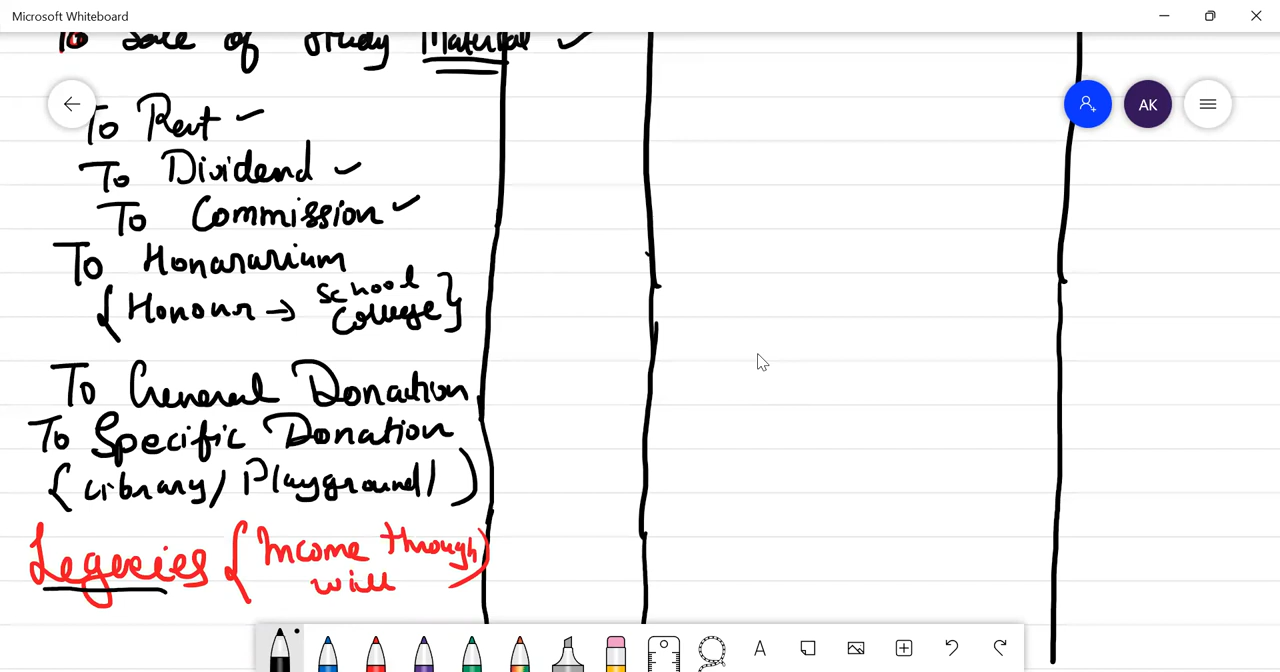 Microsoft Whiteboard
To Sale of Study Material ✓
To Rent ✓
To Dividend ✓
To Commission ✓
AK
To Honararium
{ Honour → School College }
To General Donation
To Specific Donation
{ Library / Playground / )
Legacies { Income through will )
A